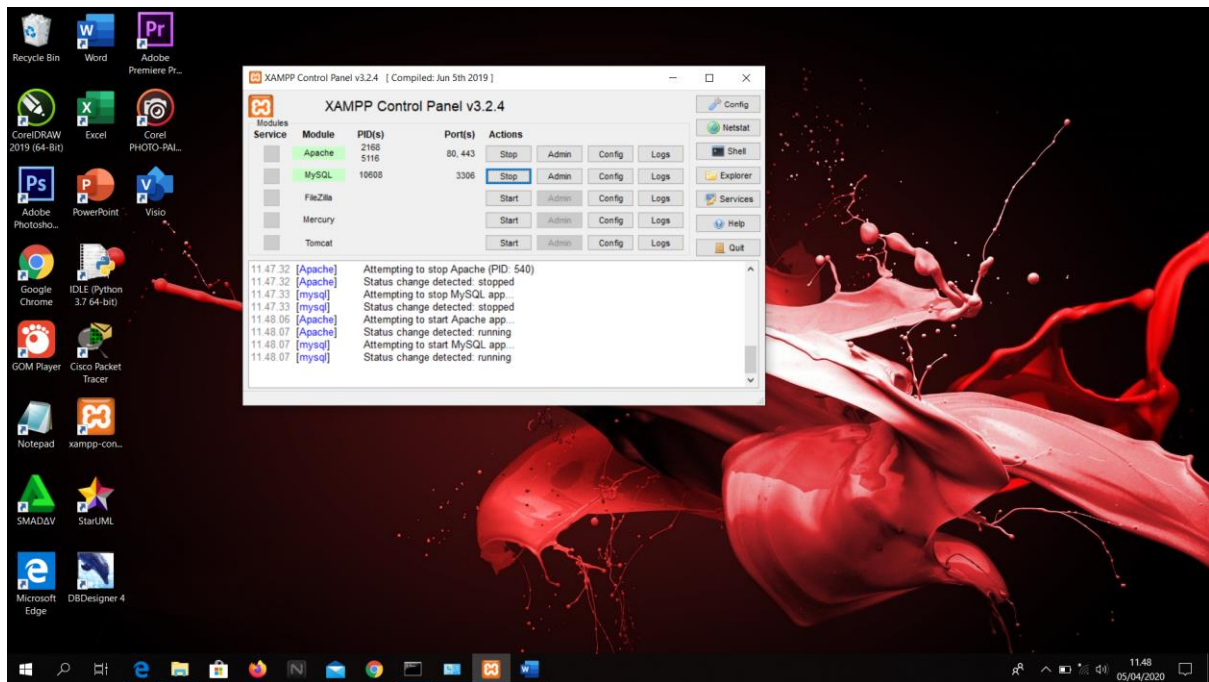 Recycle Bin
Word
Adobe
Premiere Pr...
CorelDRAW
2019 (64-Bit)
Excel
Corel
PHOTO-PAI...
Adobe
Photosho...
PowerPoint
Visio
Google
Chrome
IDLE (Python
3.7 64-bit)
GOM Player
Cisco Packet
Tracer
Notepad
xampp-con...
SMADΔV
StarUML
Microsoft
Edge
DBDesigner 4
XAMPP Control Panel v3.2.4 [ Compiled: Jun 5th 2019 ]
XAMPP Control Panel v3.2.4
Modules
Service Module PID(s) Port(s) Actions
Apache 2168 5116 80, 443 Stop Admin Config Logs
MySQL 10608 3306 Stop Admin Config Logs
FileZilla Start Admin Config Logs
Mercury Start Admin Config Logs
Tomcat Start Admin Config Logs
Config
Netstat
Shell
Explorer
Services
Help
Quit
11.47.32 [Apache] Attempting to stop Apache (PID: 540)
11.47.32 [Apache] Status change detected: stopped
11.47.33 [mysql] Attempting to stop MySQL app...
11.47.33 [mysql] Status change detected: stopped
11.48.06 [Apache] Attempting to start Apache app...
11.48.07 [Apache] Status change detected: running
11.48.07 [mysql] Attempting to start MySQL app...
11.48.07 [mysql] Status change detected: running
11.48
05/04/2020